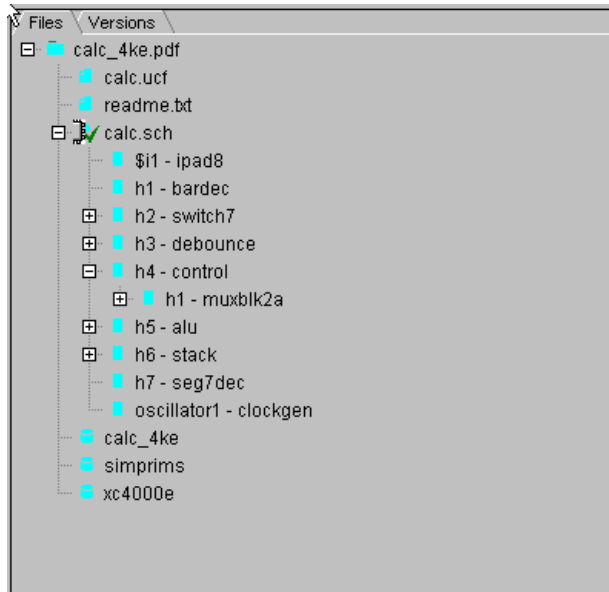 Files Versions
calc_4ke.pdf
calc.ucf
readme.txt
calc.sch
$i1 - ipad8
h1 - bardec
h2 - switch7
h3 - debounce
h4 - control
h1 - muxblk2a
h5 - alu
h6 - stack
h7 - seg7dec
oscillator1 - clockgen
calc_4ke
simprims
xc4000e